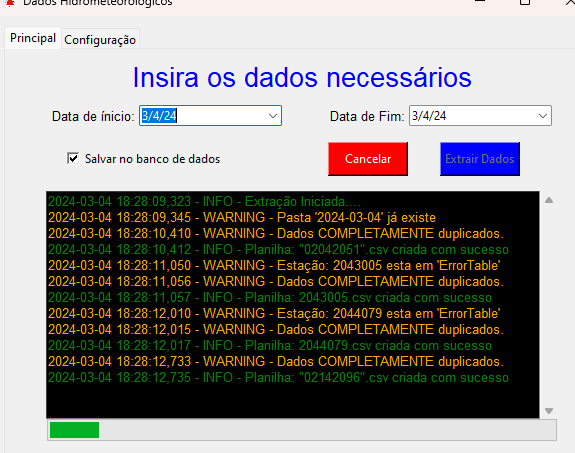 Dados Hidrometeorológicos
Principal
Configuração
Insira os dados necessários
Data de ínicio: 3/4/24
Data de Fim: 3/4/24
Salvar no banco de dados
Cancelar
Extrair Dados
2024-03-04 18:28:09,323 - INFO - Extração Iniciada....
2024-03-04 18:28:09,345 - WARNING - Pasta '2024-03-04' já existe
2024-03-04 18:28:10,410 - WARNING - Dados COMPLETAMENTE duplicados.
2024-03-04 18:28:10,412 - INFO - Planilha: "02042051".csv criada com sucesso
2024-03-04 18:28:11,050 - WARNING - Estação: 2043005 esta em 'ErrorTable'
2024-03-04 18:28:11,056 - WARNING - Dados COMPLETAMENTE duplicados.
2024-03-04 18:28:11,057 - INFO - Planilha: 2043005.csv criada com sucesso
2024-03-04 18:28:12,010 - WARNING - Estação: 2044079 esta em 'ErrorTable'
2024-03-04 18:28:12,015 - WARNING - Dados COMPLETAMENTE duplicados.
2024-03-04 18:28:12,017 - INFO - Planilha: 2044079.csv criada com sucesso
2024-03-04 18:28:12,733 - WARNING - Dados COMPLETAMENTE duplicados.
2024-03-04 18:28:12,735 - INFO - Planilha: "02142096".csv criada com sucesso